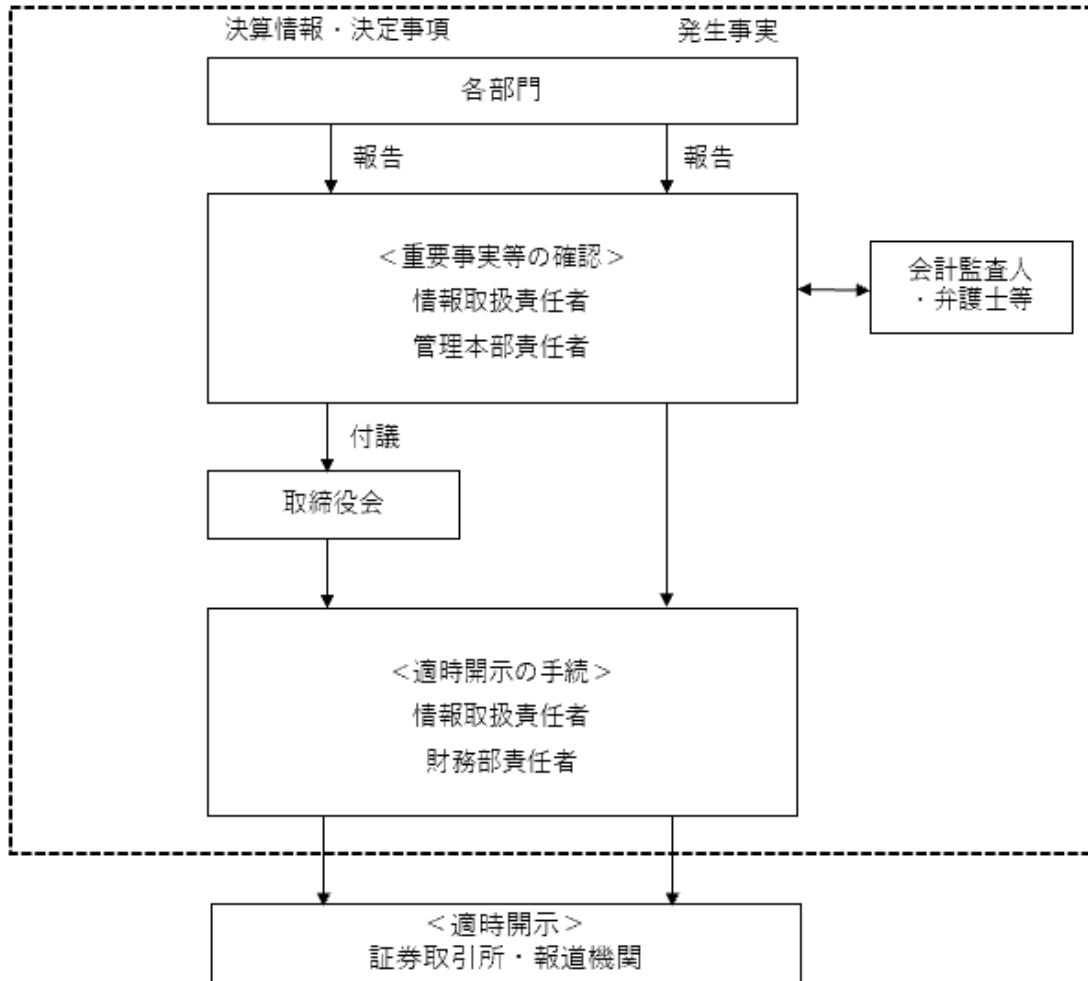 決算情報・決定事項
発生事実
各部門
報告
報告
＜重要事実等の確認＞
情報取扱責任者
管理本部責任者
会計監査人
・弁護士等
付議
取締役会
＜適時開示の手続＞
情報取扱責任者
財務部責任者
＜適時開示＞
証券取引所・報道機関